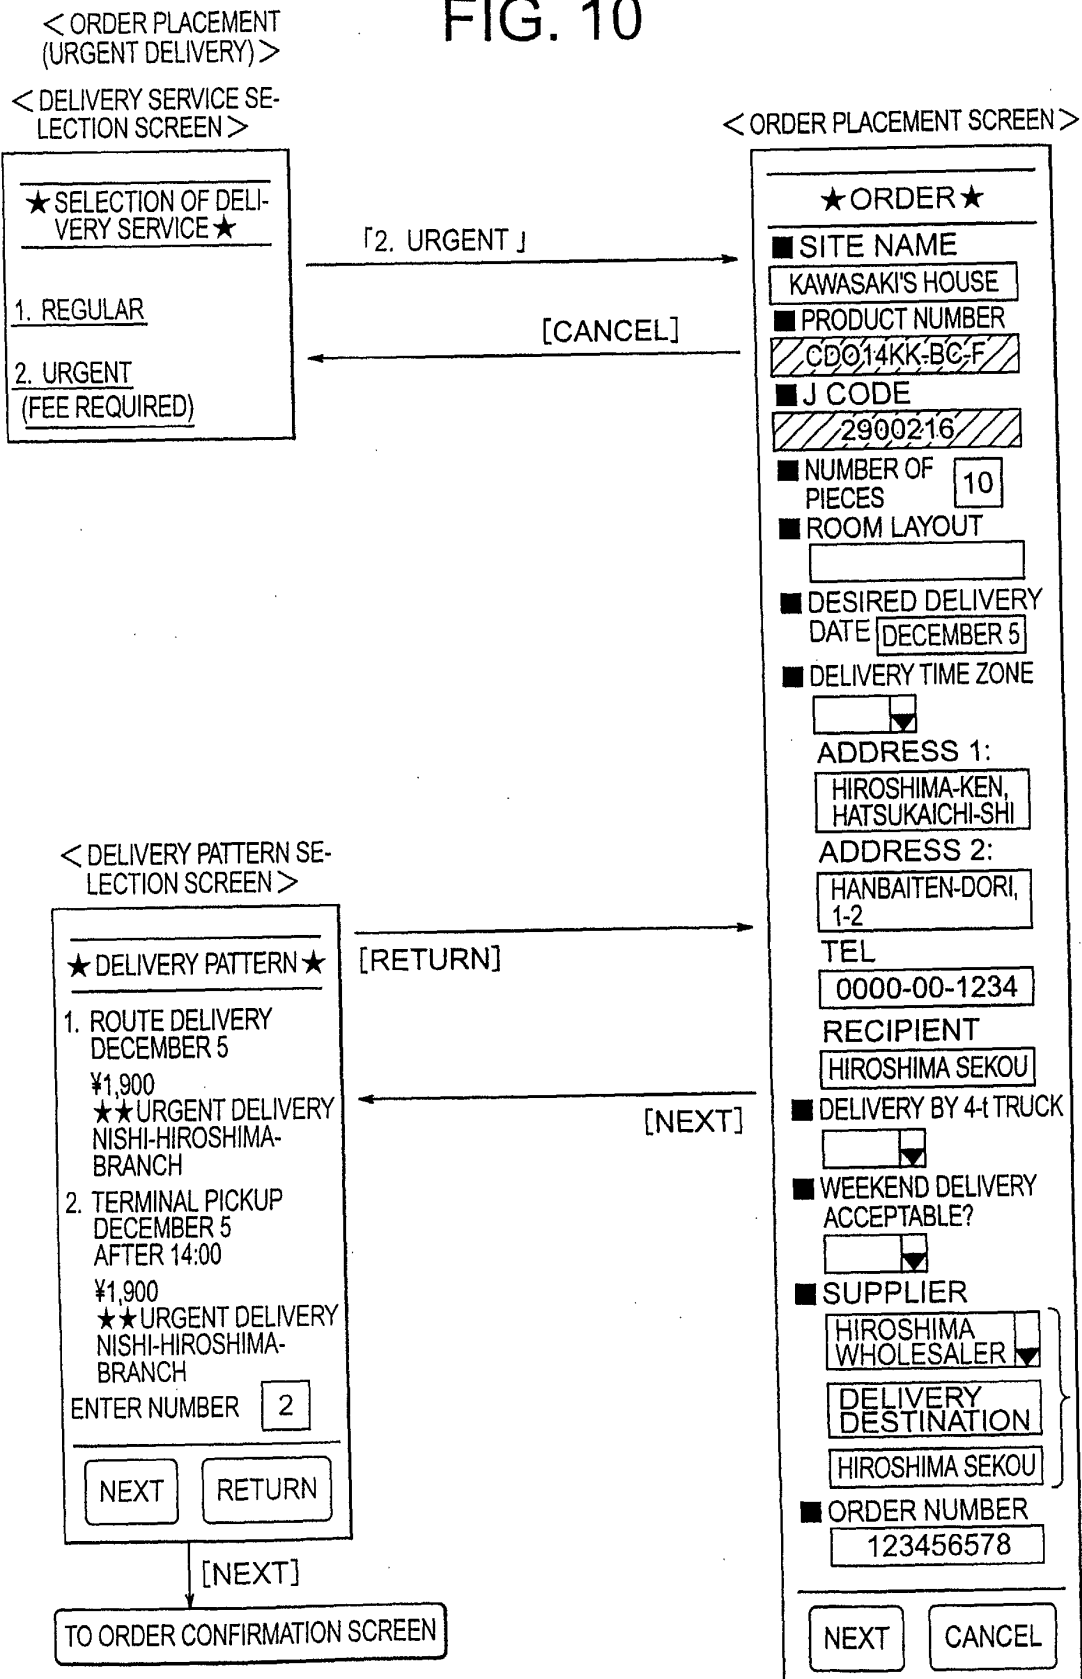 FIG. 10
< ORDER PLACEMENT
(URGENT DELIVERY) >
< DELIVERY SERVICE SE-
LECTION SCREEN >
★ SELECTION OF DELI-
VERY SERVICE ★
1. REGULAR
2. URGENT
(FEE REQUIRED)
「2. URGENT」
[CANCEL]
< ORDER PLACEMENT SCREEN >
★ORDER★
■ SITE NAME
KAWASAKI'S HOUSE
■ PRODUCT NUMBER
CDO14KK-BC-F
■ J CODE
2900216
■ NUMBER OF
PIECES 10
■ ROOM LAYOUT
■ DESIRED DELIVERY
DATE DECEMBER 5
■ DELIVERY TIME ZONE
ADDRESS 1:
HIROSHIMA-KEN,
HATSUKAICHI-SHI
ADDRESS 2:
HANBAITEN-DORI,
1-2
TEL
0000-00-1234
RECIPIENT
HIROSHIMA SEKOU
■ DELIVERY BY 4-t TRUCK
■ WEEKEND DELIVERY
ACCEPTABLE?
■ SUPPLIER
HIROSHIMA
WHOLESALER
DELIVERY
DESTINATION
HIROSHIMA SEKOU
■ ORDER NUMBER
123456578
NEXT CANCEL
< DELIVERY PATTERN SE-
LECTION SCREEN >
★ DELIVERY PATTERN ★
1. ROUTE DELIVERY
DECEMBER 5
¥1,900
★★URGENT DELIVERY
NISHI-HIROSHIMA-
BRANCH
2. TERMINAL PICKUP
DECEMBER 5
AFTER 14:00
¥1,900
★★URGENT DELIVERY
NISHI-HIROSHIMA-
BRANCH
ENTER NUMBER 2
NEXT RETURN
[RETURN]
[NEXT]
[NEXT]
TO ORDER CONFIRMATION SCREEN